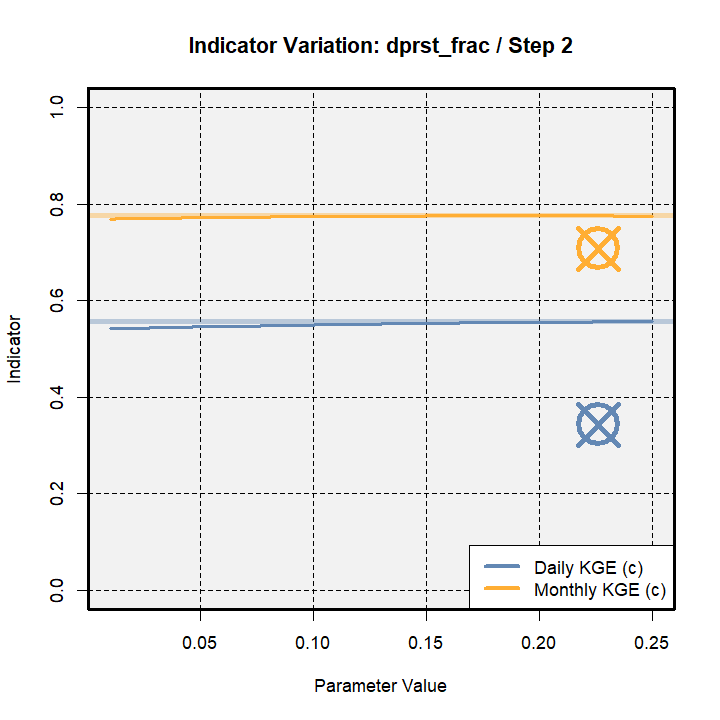 Indicator Variation: dprst_frac / Step 2
Indicator
1.0
0.8
0.6
0.4
0.2
0.0
Daily KGE (c)
Monthly KGE (c)
0.05 0.10 0.15 0.20 0.25
Parameter Value